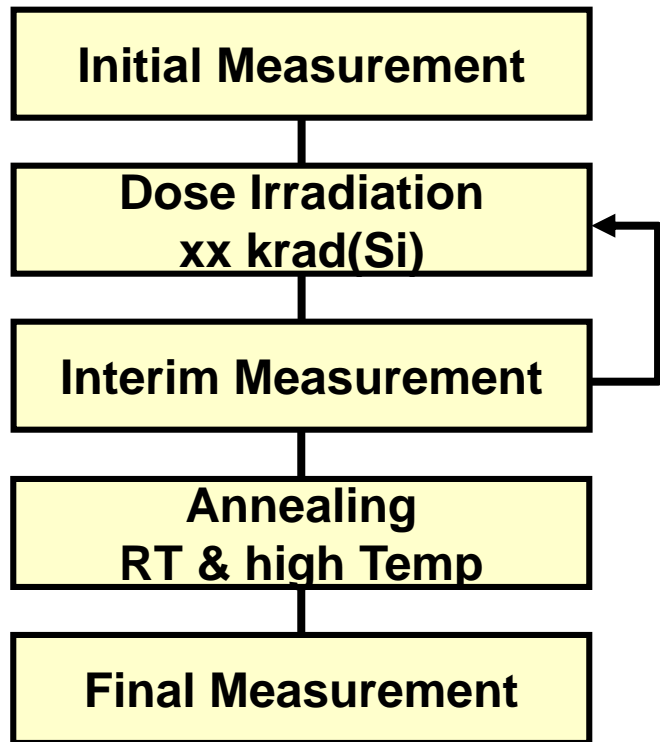 Initial Measurement
Dose Irradiation
xx krad(Si)
Interim Measurement
Annealing
RT & high Temp
Final Measurement